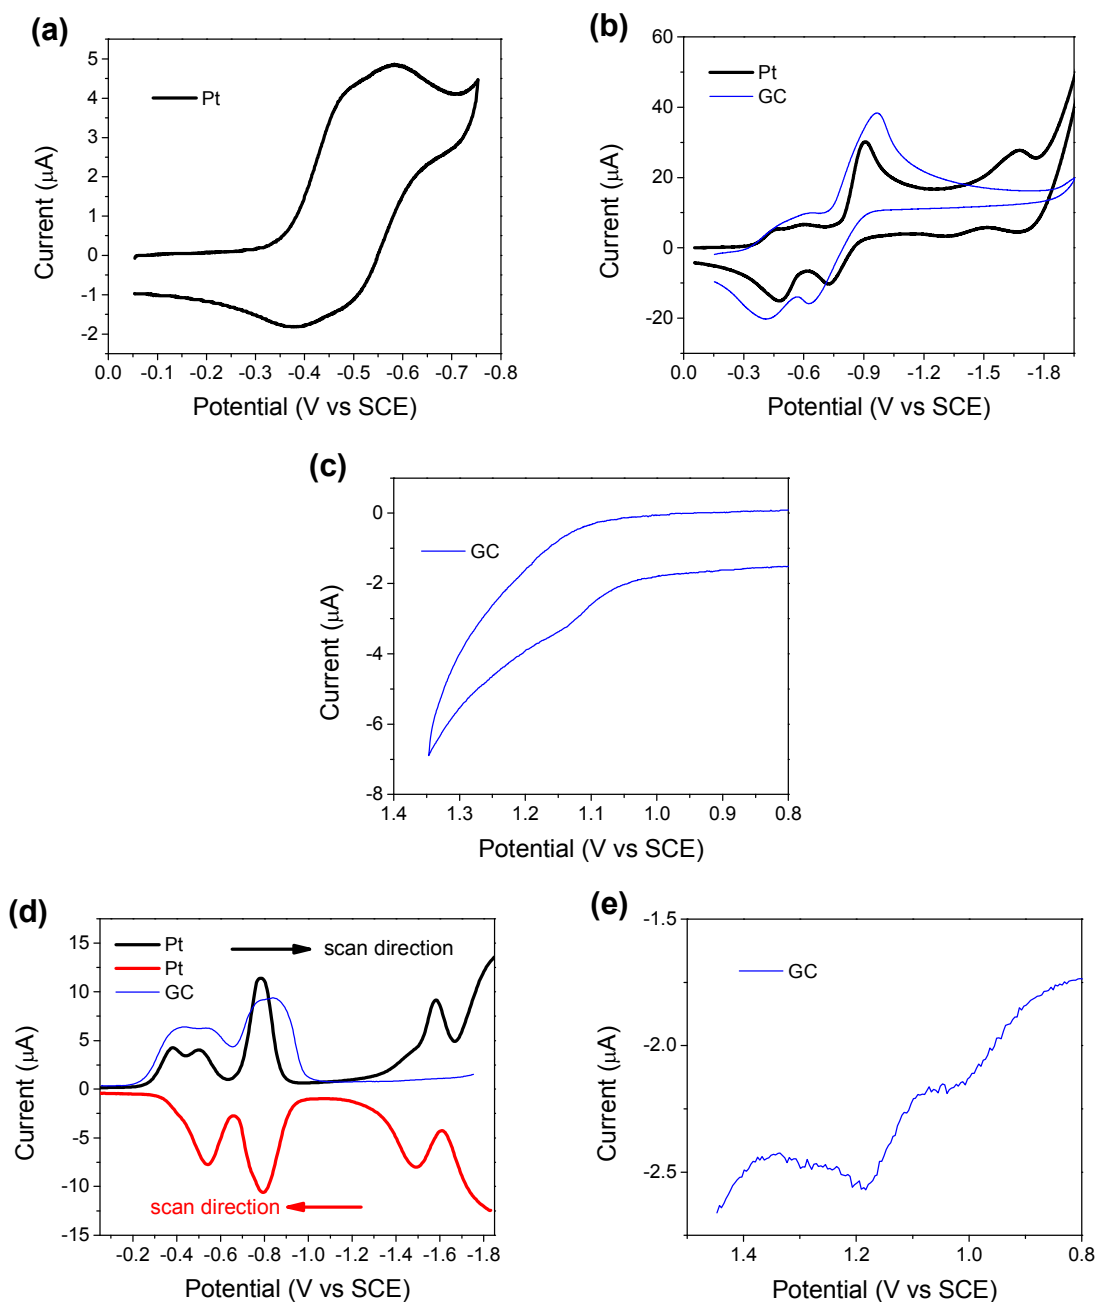 (a)
5
4
3
2
1
0
-1
-2
Pt
Current (μA)
0.0 -0.1 -0.2 -0.3 -0.4 -0.5 -0.6 -0.7 -0.8
Potential (V vs SCE)
(b)
60
40
20
0
-20
Pt
GC
Current (μA)
0.0 -0.3 -0.6 -0.9 -1.2 -1.5 -1.8
Potential (V vs SCE)
(c)
0
-2
-4
-6
-8
GC
Current (μA)
1.4 1.3 1.2 1.1 1.0 0.9 0.8
Potential (V vs SCE)
(d)
15
10
5
0
-5
-10
-15
Pt
Pt
GC
scan direction
scan direction
Current (μA)
-0.2 -0.4 -0.6 -0.8 -1.0 -1.2 -1.4 -1.6 -1.8
Potential (V vs SCE)
(e)
-1.5
-2.0
-2.5
GC
Current (μA)
1.4 1.2 1.0 0.8
Potential (V vs SCE)